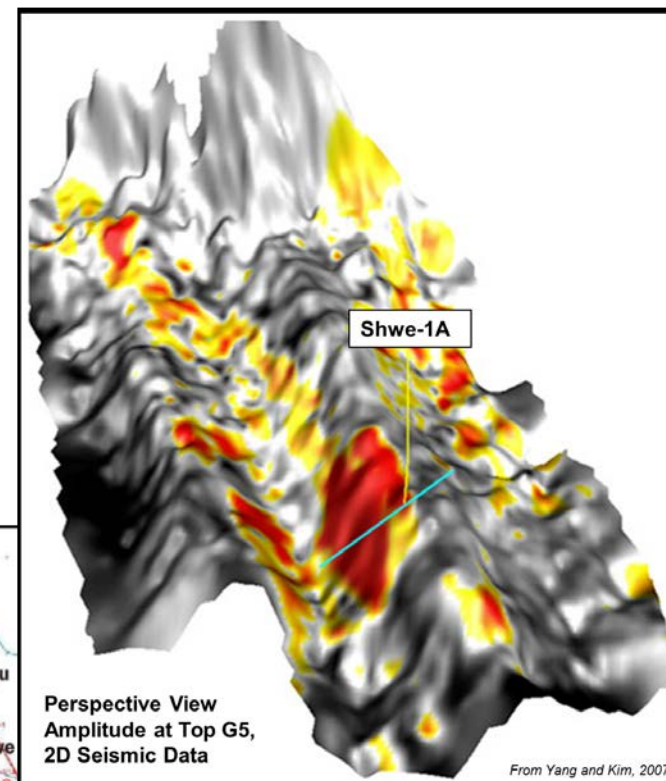 Shwe-1A
Perspective View
Amplitude at Top G5,
2D Seismic Data
From Yang and Kim, 2007